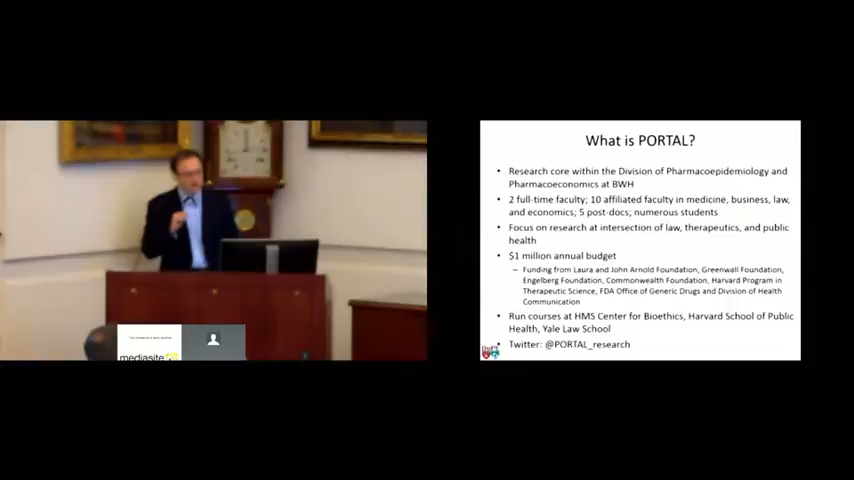 What is PORTAL?
• Research core within the Division of Pharmacoepidemiology and
Pharmacoeconomics at BWH
• 2 full-time faculty; 10 affiliated faculty in medicine, business, law,
and economics; 5 post-docs; numerous students
• Focus on research at intersection of law, therapeutics, and public
health
• $1 million annual budget
– Funding from Laura and John Arnold Foundation, Greenwall Foundation,
Engelberg Foundation, Commonwealth Foundation, Harvard Program in
Therapeutic Science, FDA Office of Generic Drugs and Division of Health
Communication
• Run courses at HMS Center for Bioethics, Harvard School of Public
Health, Yale Law School
• Twitter: @PORTAL_research
mediasite